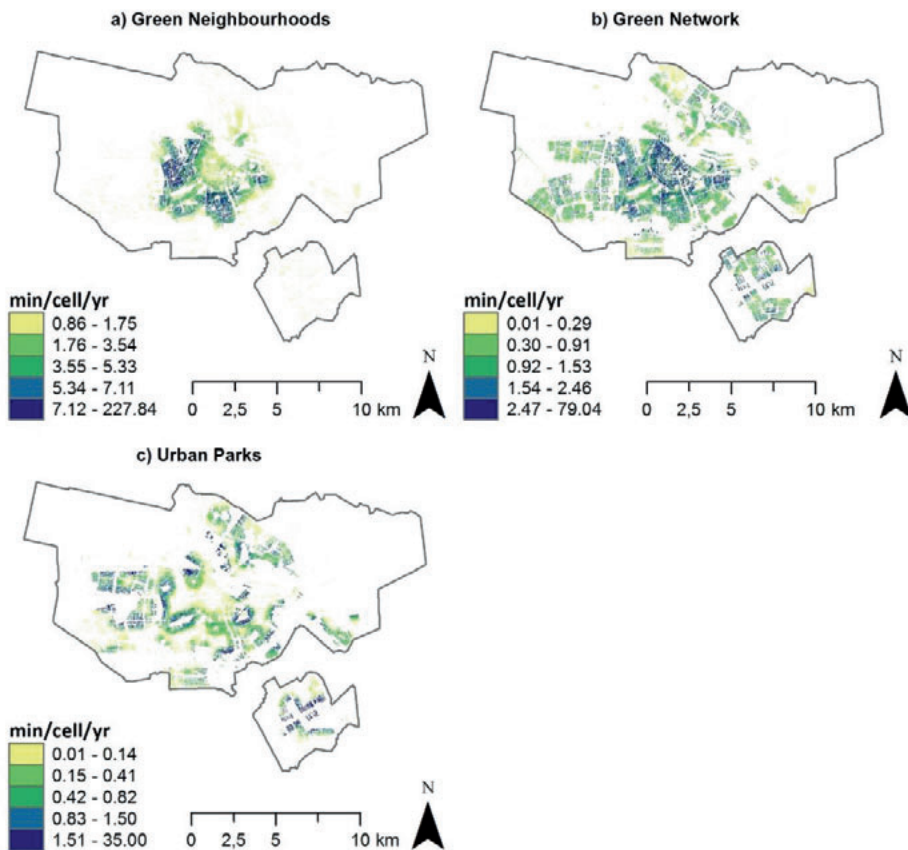 a) Green Neighbourhoods
min/cell/yr
0.86 - 1.75
1.76 - 3.54
3.55 - 5.33
5.34 - 7.11
7.12 - 227.84
0 2,5 5 10 km
N
b) Green Network
min/cell/yr
0.01 - 0.29
0.30 - 0.91
0.92 - 1.53
1.54 - 2.46
2.47 - 79.04
0 2,5 5 10 km
N
c) Urban Parks
min/cell/yr
0.01 - 0.14
0.15 - 0.41
0.42 - 0.82
0.83 - 1.50
1.51 - 35.00
0 2,5 5 10 km
N